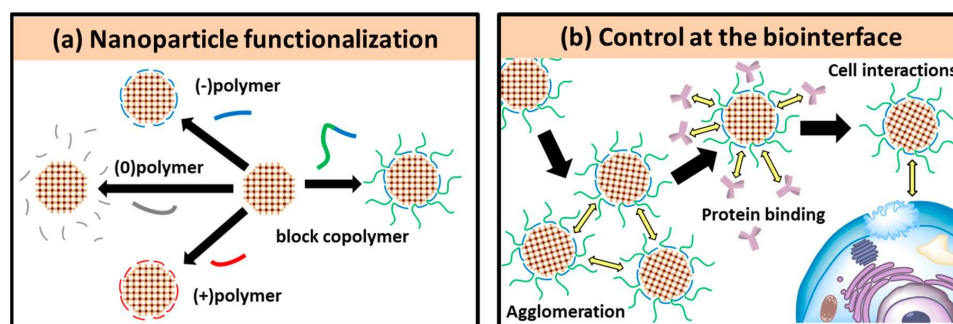 (a) Nanoparticle functionalization
(-)polymer
(0)polymer
block copolymer
(+)polymer
(b) Control at the biointerface
Cell interactions
Protein binding
Agglomeration